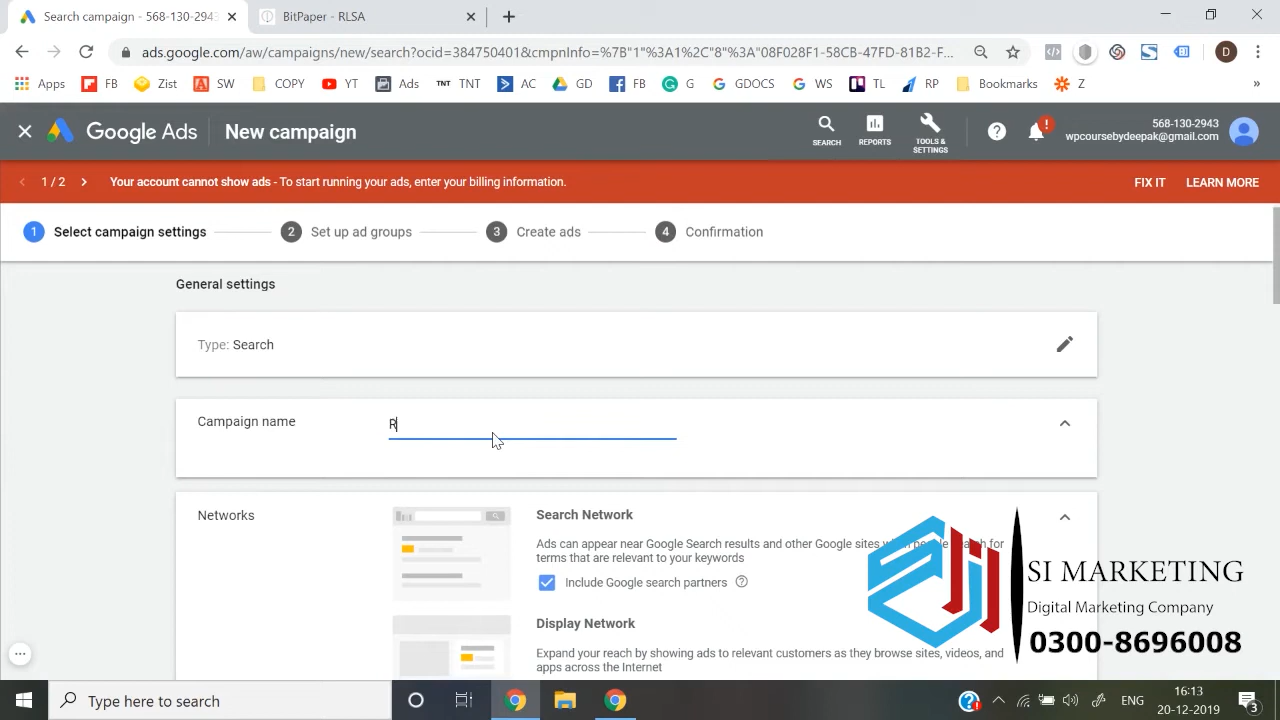 Search campaign - 568-130-2943
BitPaper - RLSA
ads.google.com/aw/campaigns/new/search?ocid=384750401&cmpnInfo=%7B"1"%3A1%2C"8"%3A"08F028F1-58CB-47FD-81B2-F...
Apps FB Zist SW COPY YT Ads TNT TNT AC GD FB G GDOCS WS TL RP Bookmarks Z »
Google Ads New campaign
SEARCH
REPORTS
TOOLS & SETTINGS
568-130-2943
wpcoursebydeepak@gmail.com
1 / 2 Your account cannot show ads - To start running your ads, enter your billing information. FIX IT LEARN MORE
1 Select campaign settings 2 Set up ad groups 3 Create ads 4 Confirmation
General settings
Type: Search
Campaign name R
Networks
Search Network
Ads can appear near Google Search results and other Google sites when people search for
terms that are relevant to your keywords
Include Google search partners
Display Network
Expand your reach by showing ads to relevant customers as they browse sites, videos, and
apps across the Internet
SI MARKETING
Digital Marketing Company
0300-8696008
Type here to search
ENG
16:13
20-12-2019
3